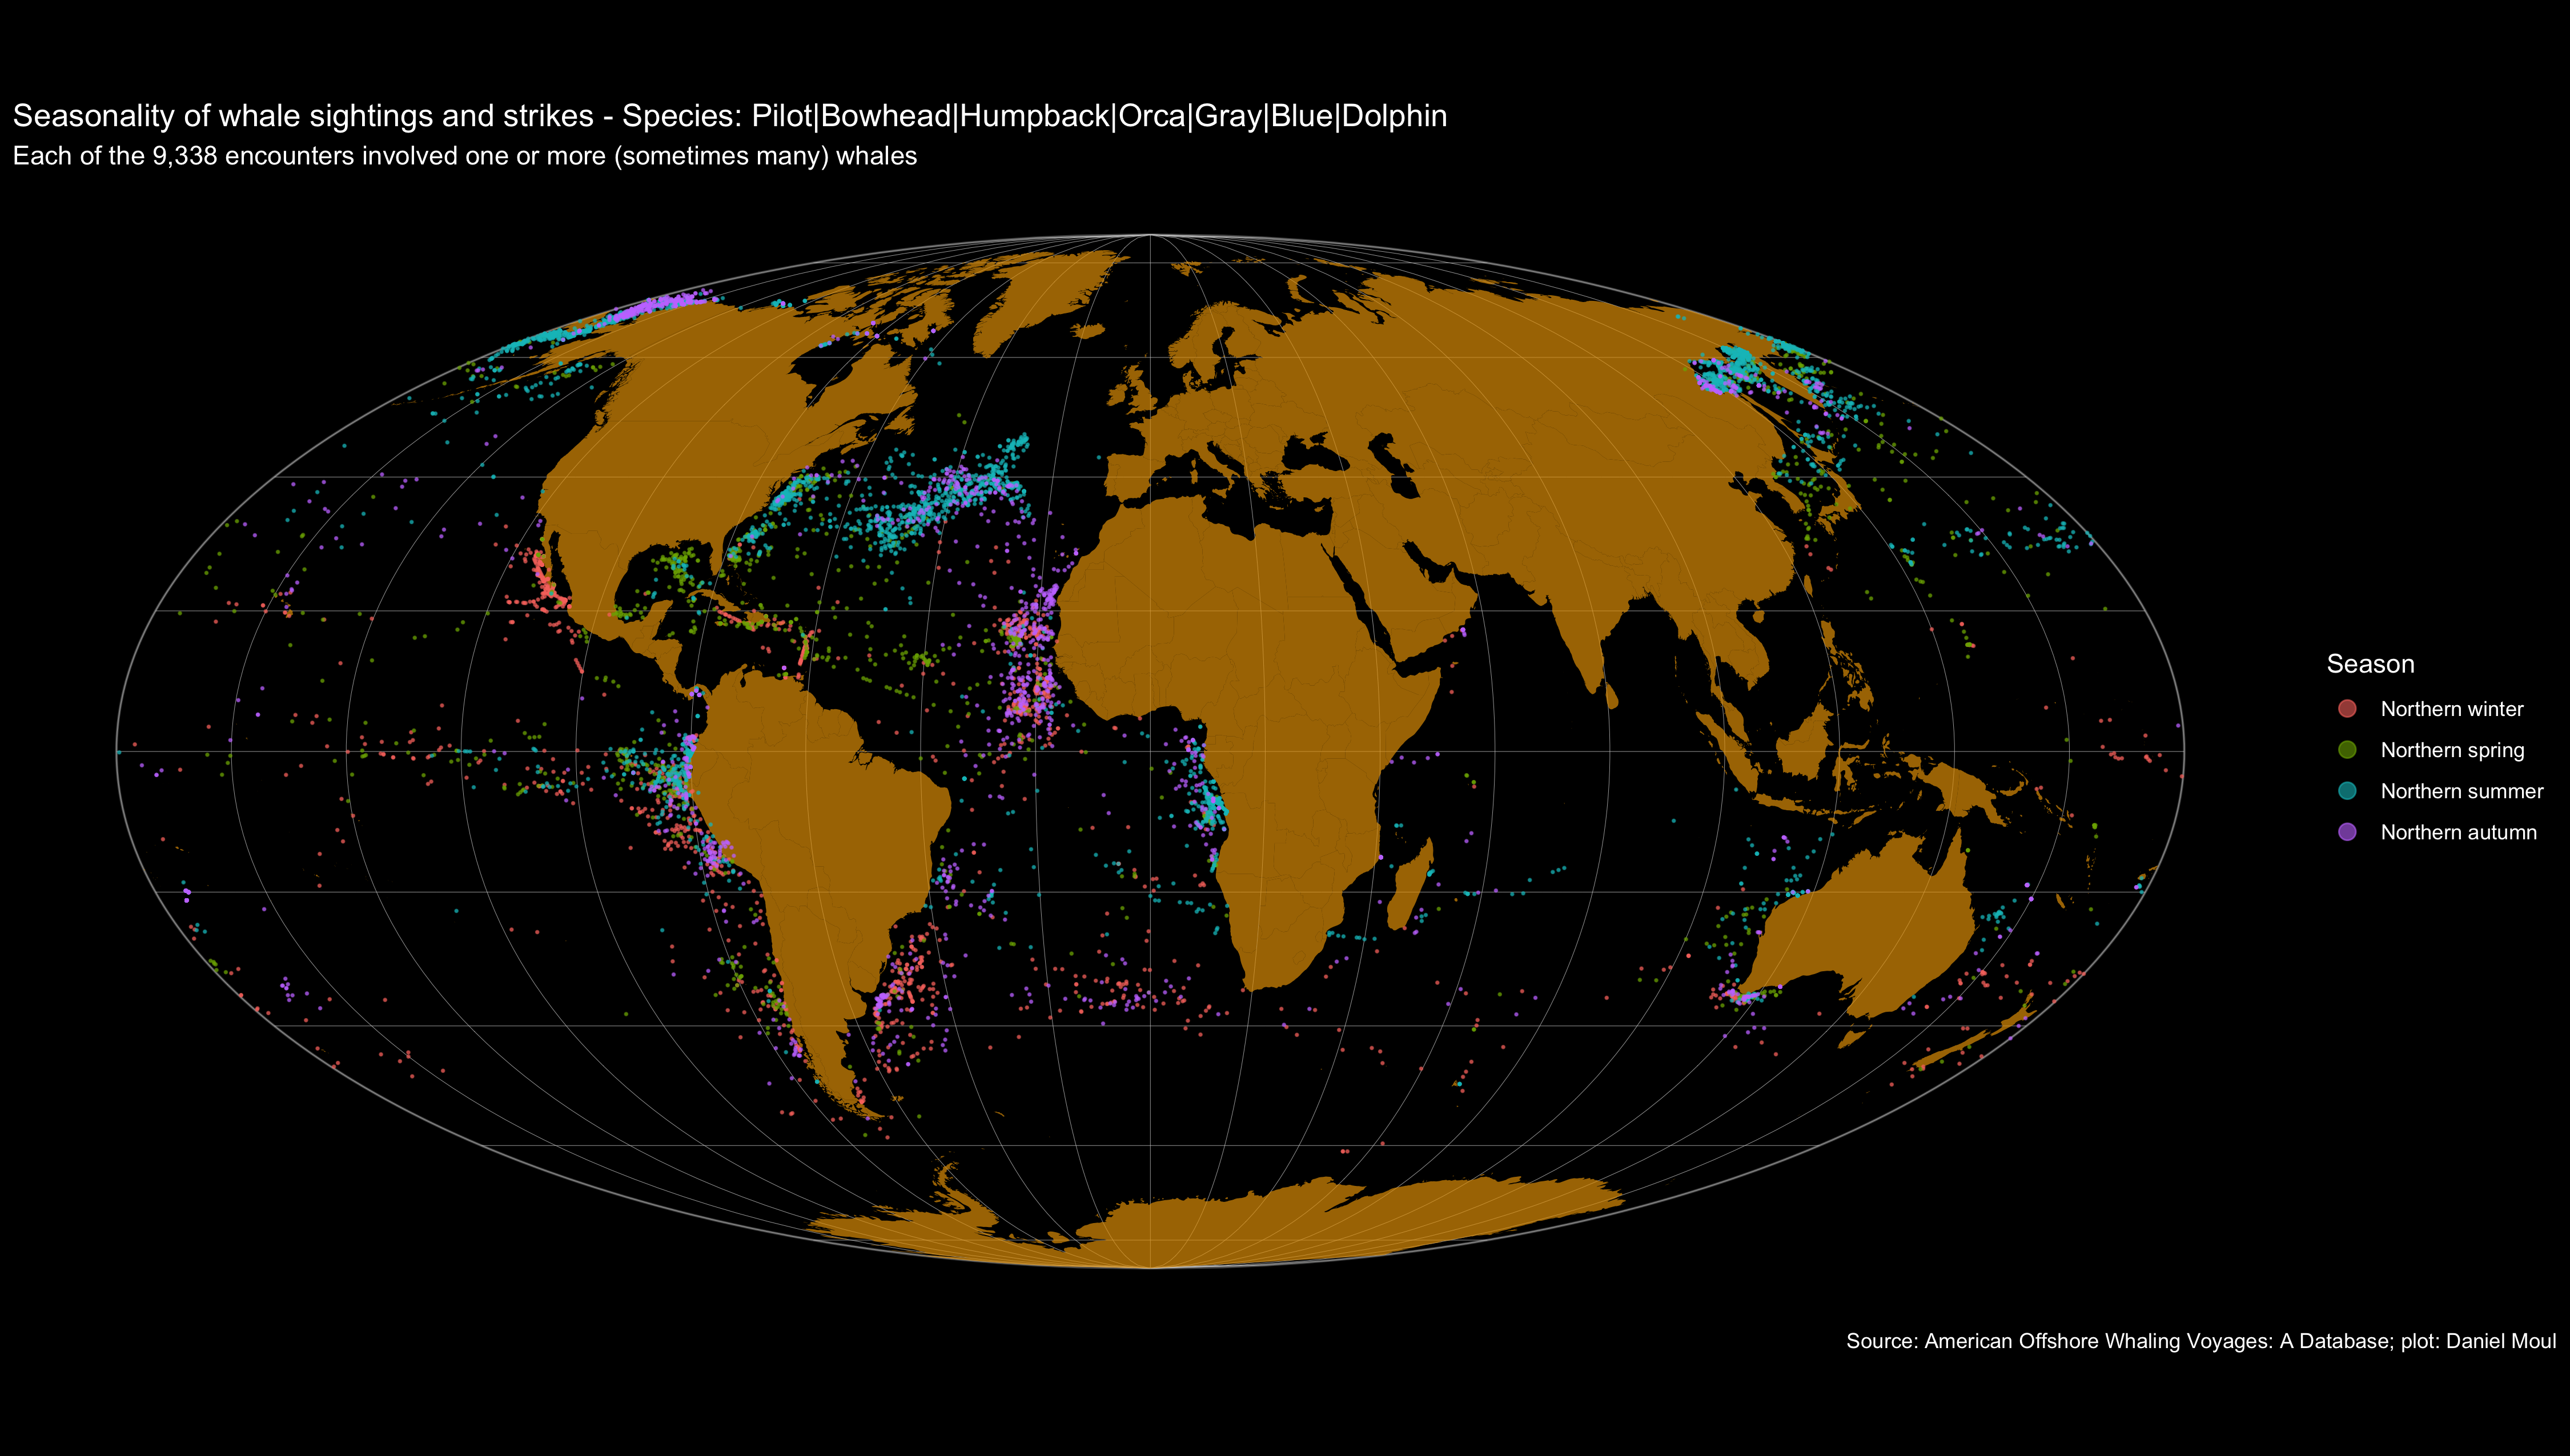 Seasonality of whale sightings and strikes - Species: Pilot|Bowhead|Humpback|Orca|Gray|Blue|Dolphin
Each of the 9,338 encounters involved one or more (sometimes many) whales
Season
Northern winter
Northern spring
Northern summer
Northern autumn
Source: American Offshore Whaling Voyages: A Database; plot: Daniel Moul